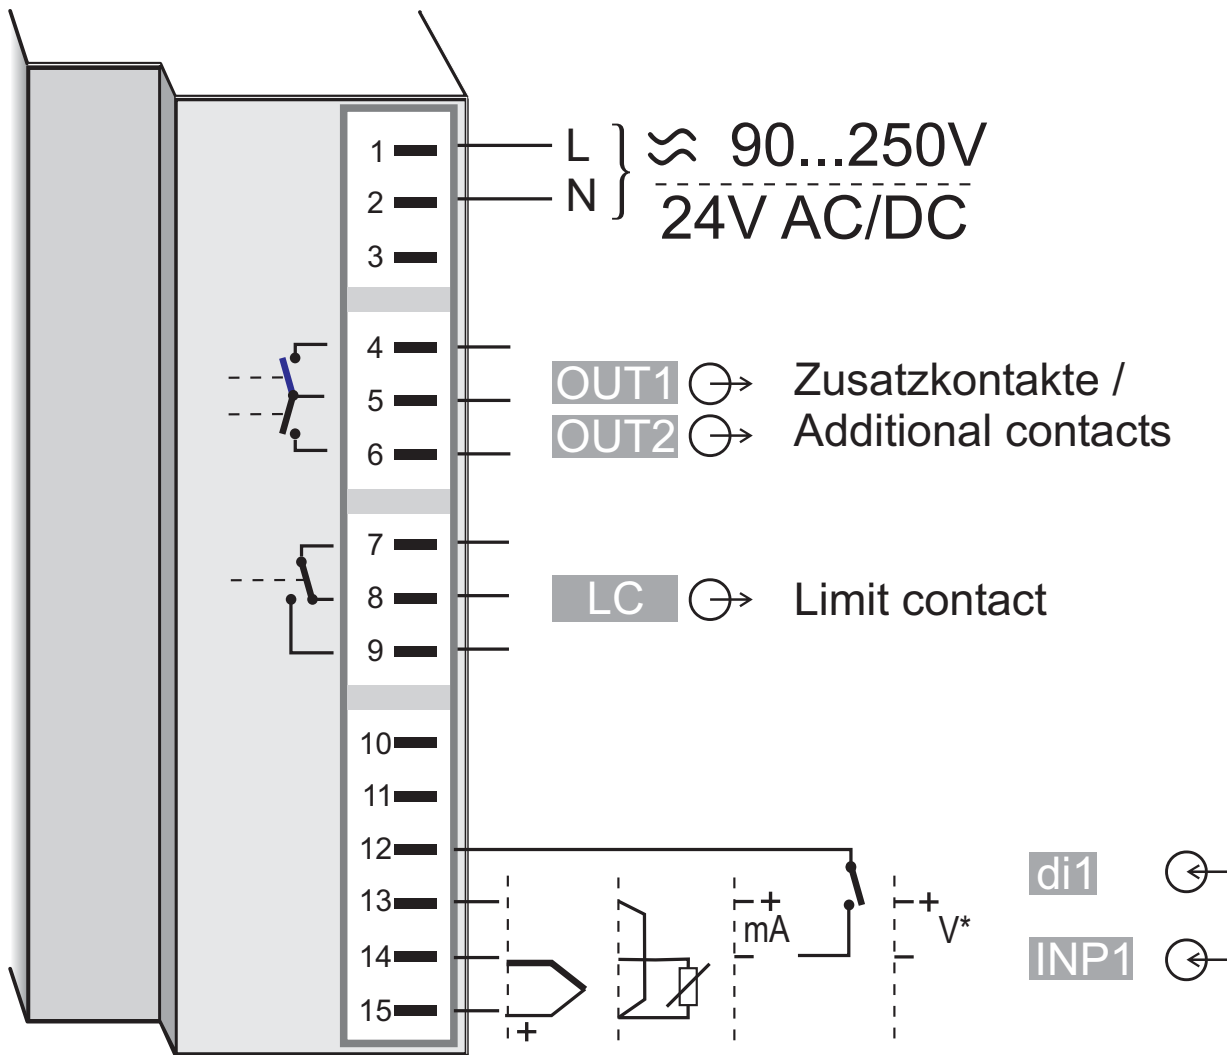 1 L 90...250V
2 N 24V AC/DC
3
4
OUT1 Zusatzkontakte /
5
OUT2 Additional contacts
6
7
8 LC Limit contact
9
10
11
12
di1
13 + + 
mA V*
14 - -
INP1
15
+